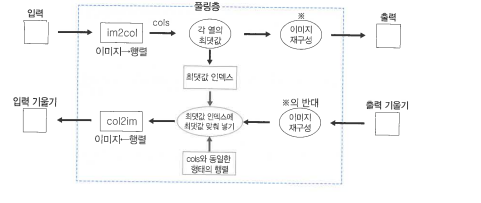 풀링층
입력
im2col
이미지→행렬
cols
각 열의
최댓값
※
이미지
재구성
출력
최댓값 인덱스
입력 기울기
col2im
이미지←행렬
최댓값 인덱스에
최댓값 맞춰 넣기
※의 반대
이미지
재구성
출력 기울기
cols와 동일한
형태의 행렬